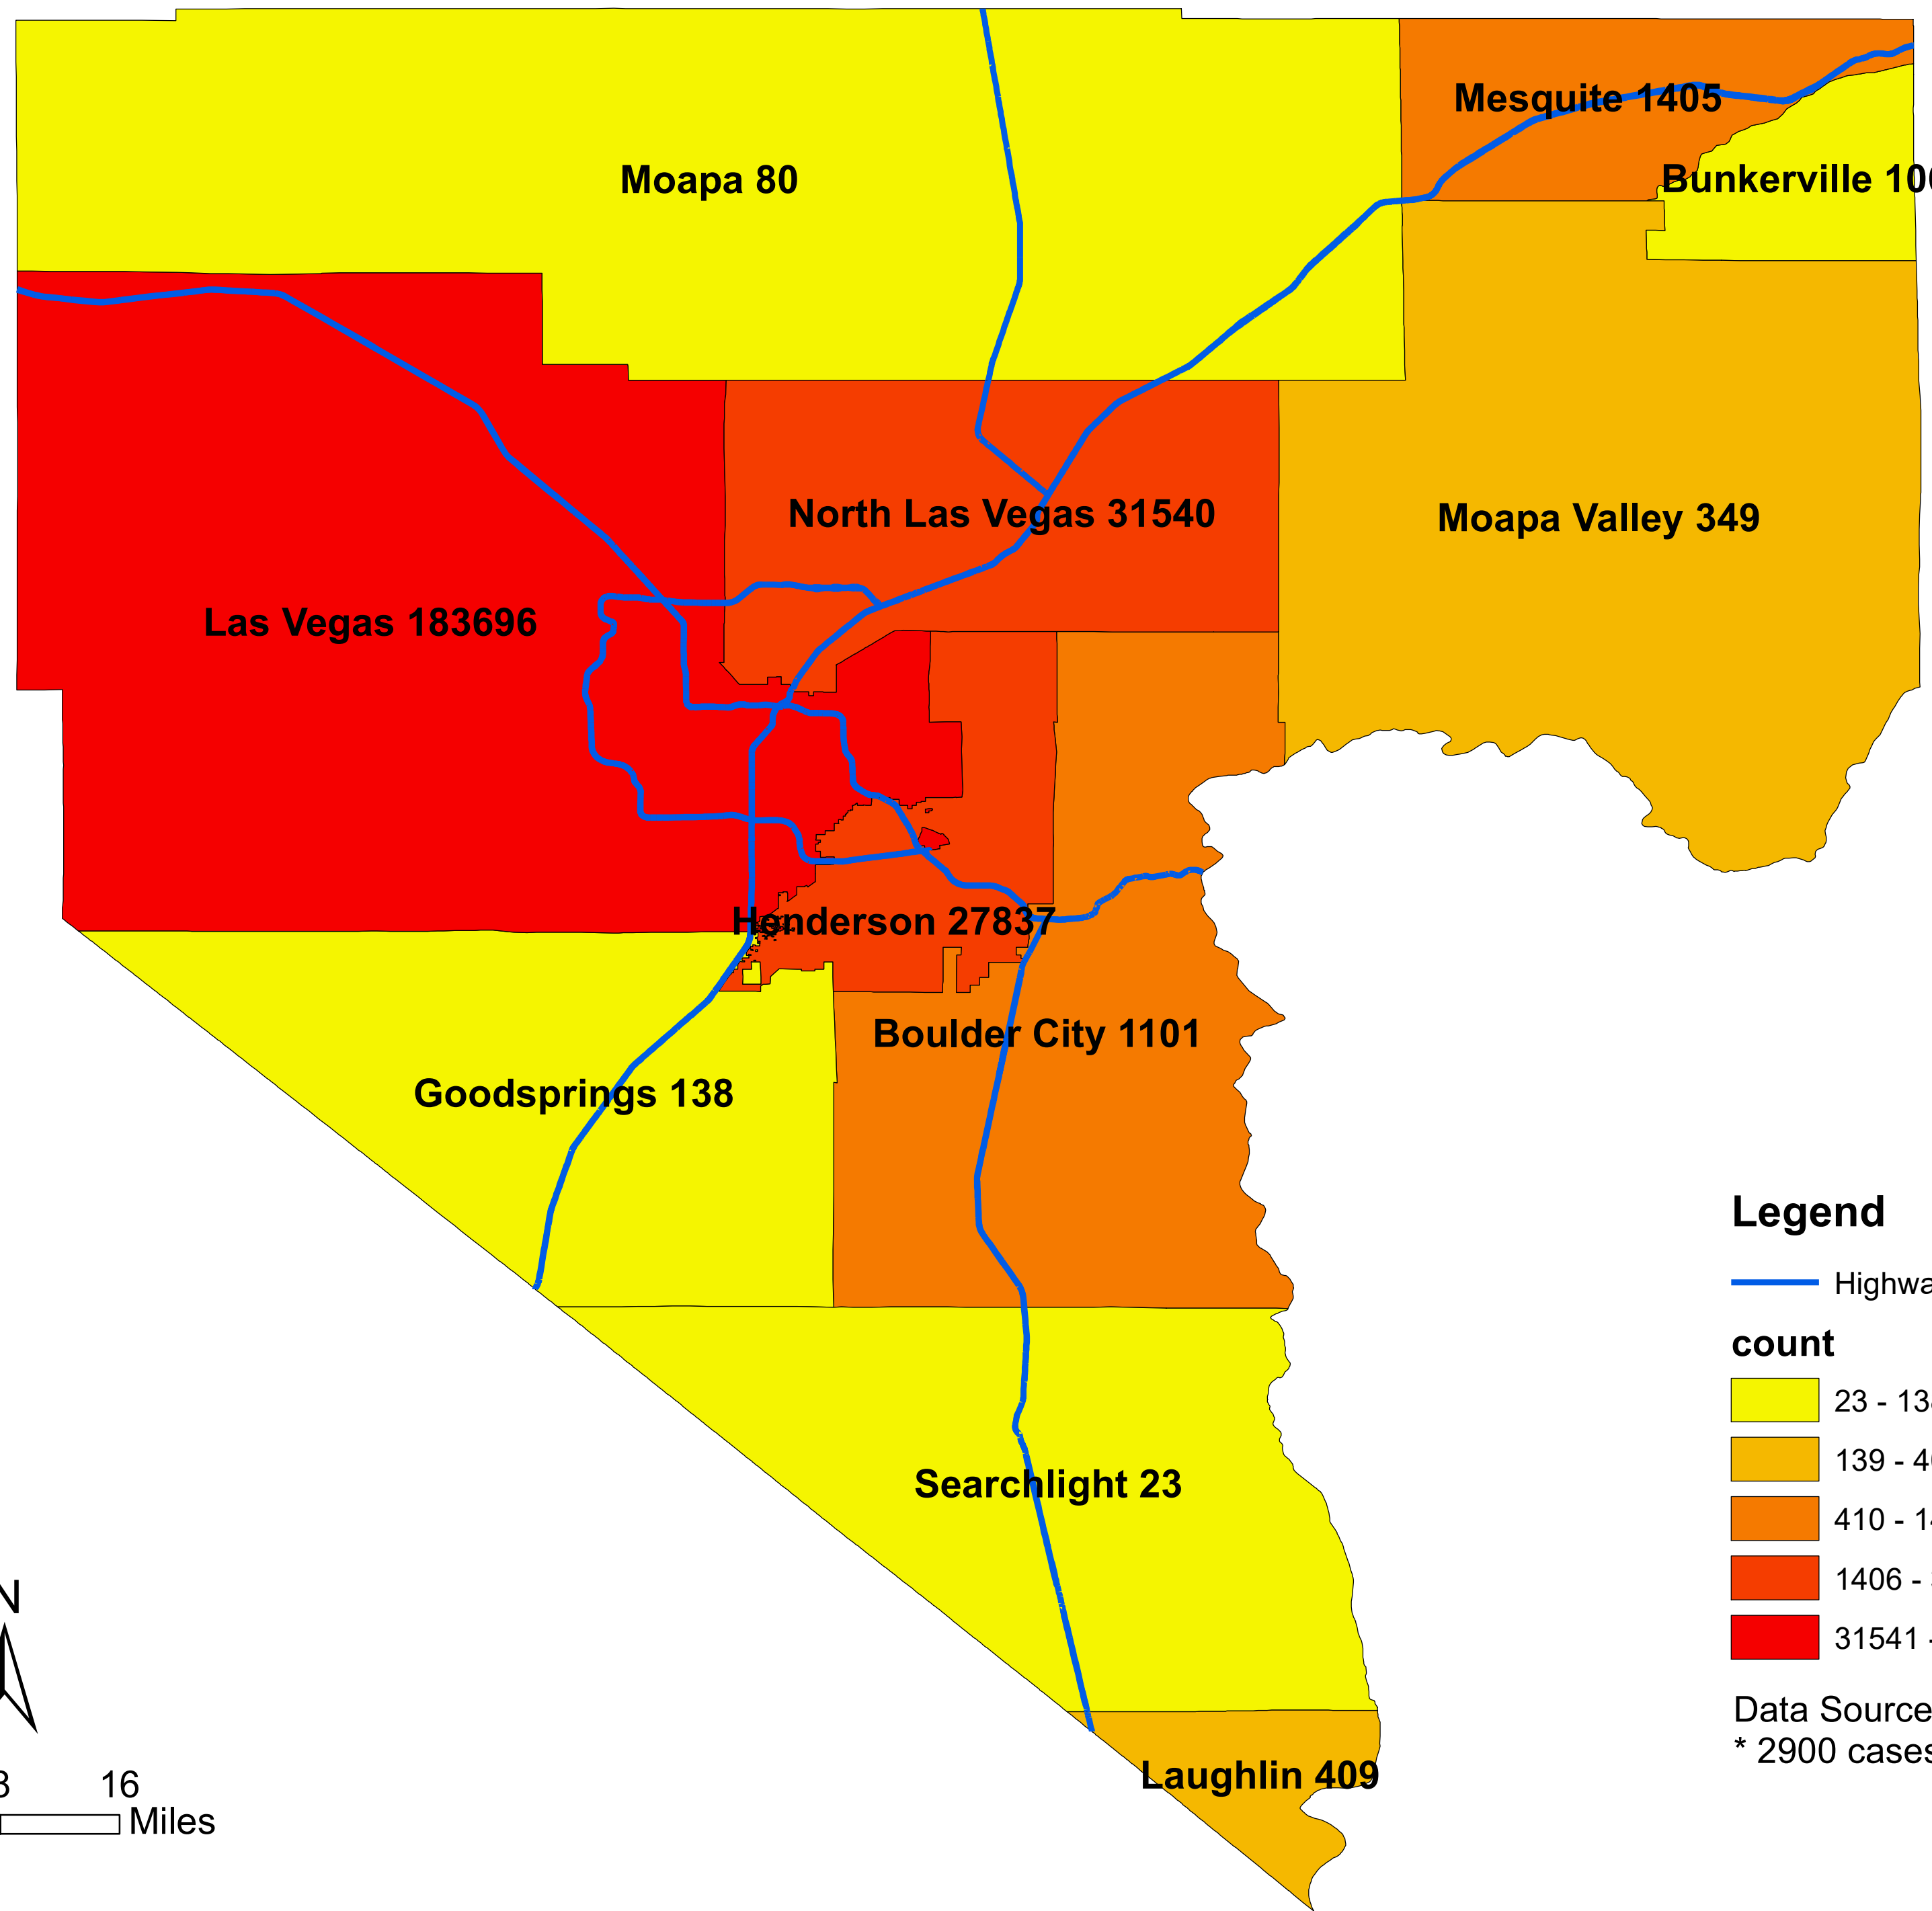 Mesquite 1405
Moapa 80
Bunkerville 10
North Las Vegas 31540
Moapa Valley 349
Las Vegas 183696
Henderson 27837
Boulder City 1101
Goodsprings 138
Legend
Highwa
count
23 - 13
139 - 4
410 - 1
1406 -
31541 -
Searchlight 23
N
Data Source
* 2900 cases
Laughlin 409
16
Miles